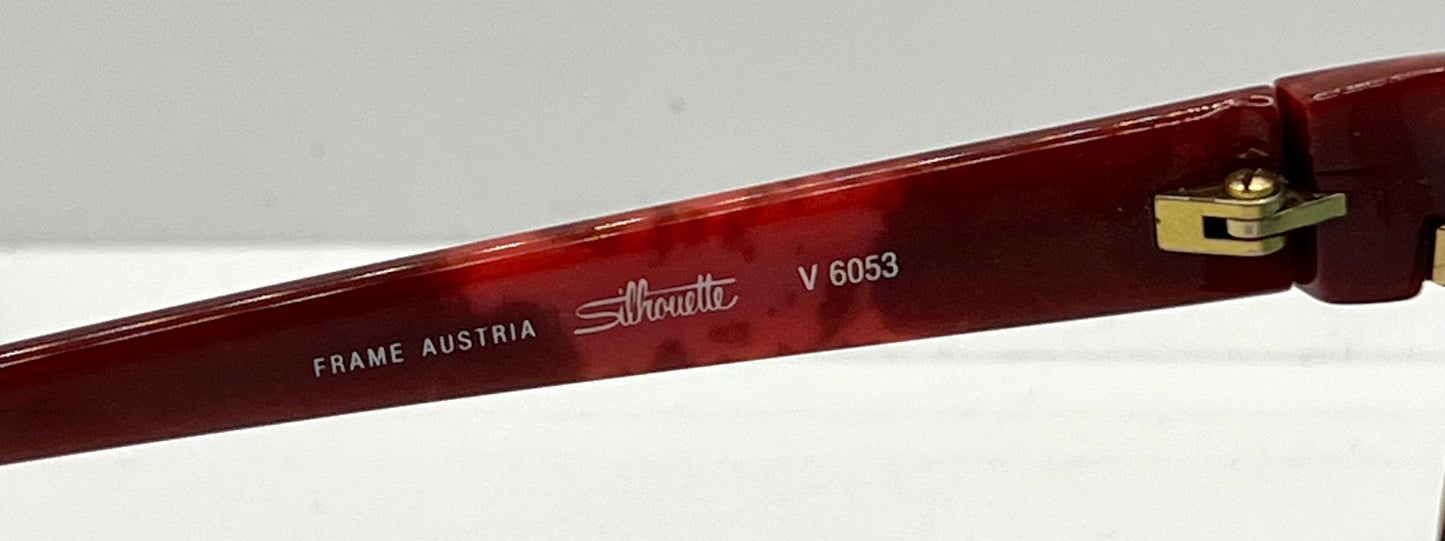 FRAME AUSTRIA Silhouette V 6053